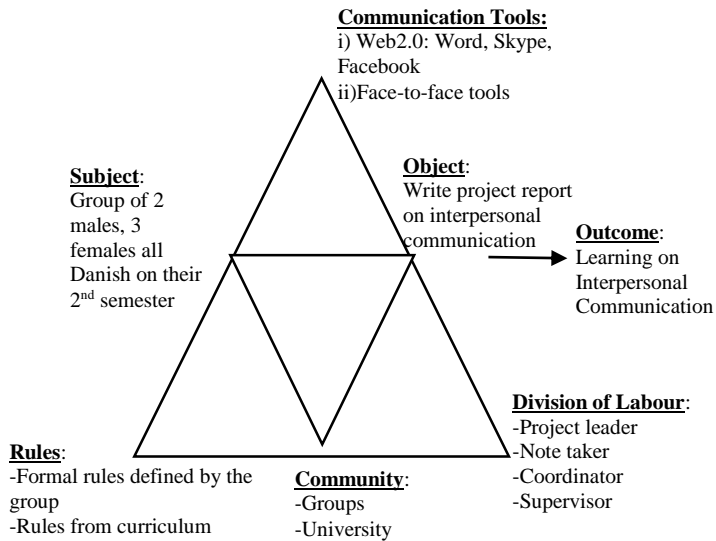 Communication Tools:
i) Web2.0: Word, Skype,
Facebook
ii)Face-to-face tools
Subject:
Group of 2
males, 3
females all
Danish on their
2nd semester
Object:
Write project report
on interpersonal
communication
Outcome:
Learning on
Interpersonal
Communication
Rules:
-Formal rules defined by the
group
-Rules from curriculum
Community:
-Groups
-University
Division of Labour:
-Project leader
-Note taker
-Coordinator
-Supervisor